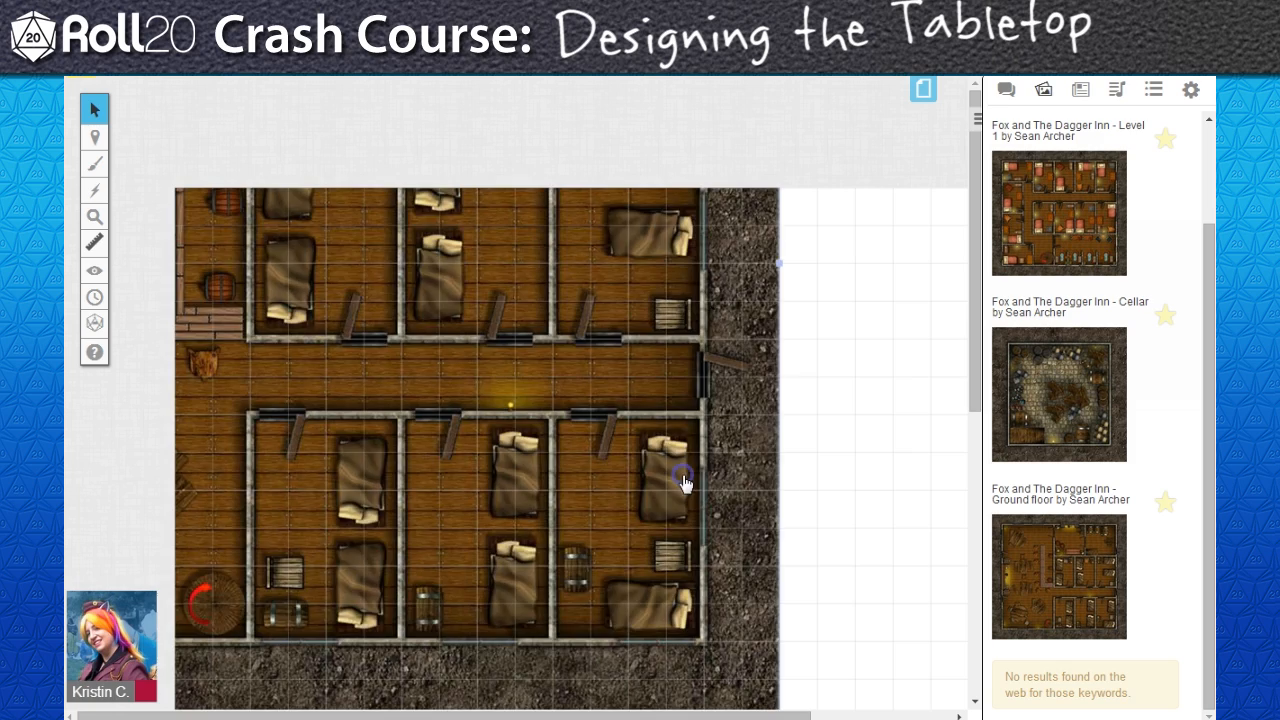 20 Roll20 Crash Course: Designing the Tabletop
Fox and The Dagger Inn - Level
1 by Sean Archer
Fox and The Dagger Inn - Cellar
by Sean Archer
Fox and The Dagger Inn -
Ground floor by Sean Archer
No results found on the
web for those keywords.
Kristin C.